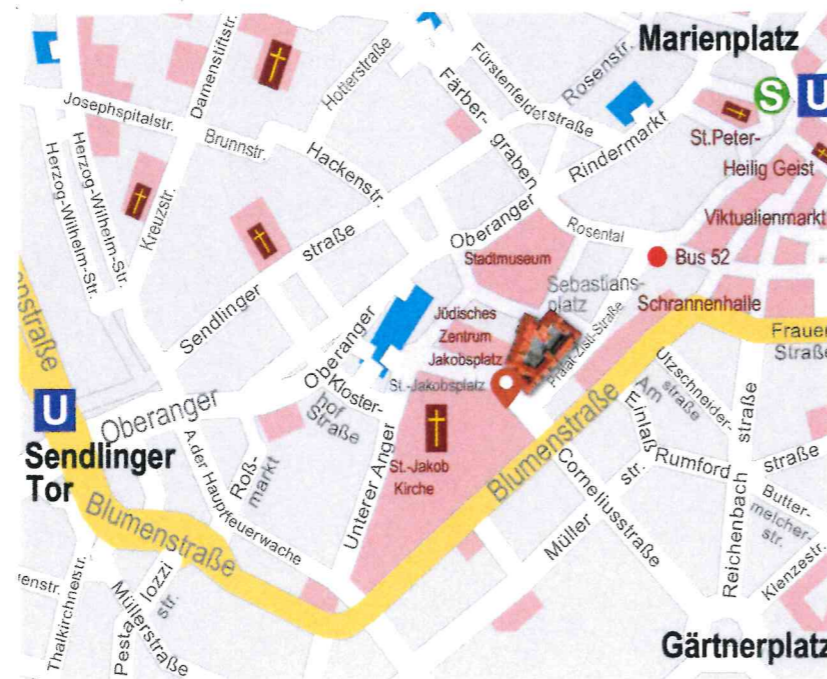 Marienplatz
S
U
Damenstiftstr.
Hotterstraße
Färber-
graben
Fürstenfelderstraße
Rosenstr.
Rindermarkt
St.Peter-
Heilig Geist
Viktualienmarkt
Josephspitalstr.
Brunnstr.
Hackenstr.
Herzog-Wilhelm-Str.
Herzog-Wilhelm-Str.
Kreuzstr.
Sendlinger
straße
Oberanger
Rosental
Bus 52
Stadtmuseum
Sebastians-
platz
Schrannenhalle
Frauen
Straße
Jüdisches
Zentrum
Jakobsplatz
St.-Jakobsplatz
Prälat-Zistl-Straße
Oberanger
Kloster-
hof
Straße
Utzschneider-
straße
Am
Einlaß
U
Sendlinger
Tor
Oberanger
A.der Hauptfeuerwache
Roß-
markt
Unterer Anger
St.-Jakob
Kirche
Blumenstraße
Blumenstraße
Corneliusstraße
Müller
str.
Rumford
straße
Reichenbach
straße
Butter-
melcher-
str.
Klenzestr.
enstraße
enstr.
Thalkirchnerstr.
Müllerstraße
Pesta
lozzi
str.
Gärtnerplatz